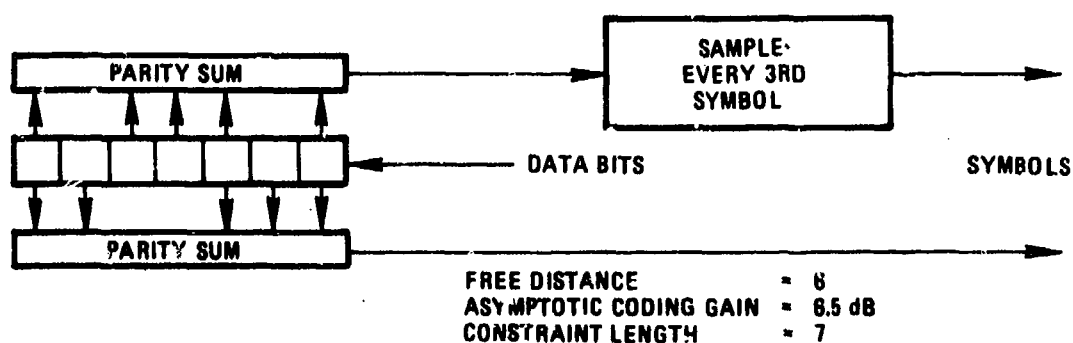 PARITY SUM
SAMPLE
EVERY 3RD
SYMBOL
DATA BITS
SYMBOLS
PARITY SUM
FREE DISTANCE = 6
ASYMPTOTIC CODING GAIN = 6.5 dB
CONSTRAINT LENGTH = 7